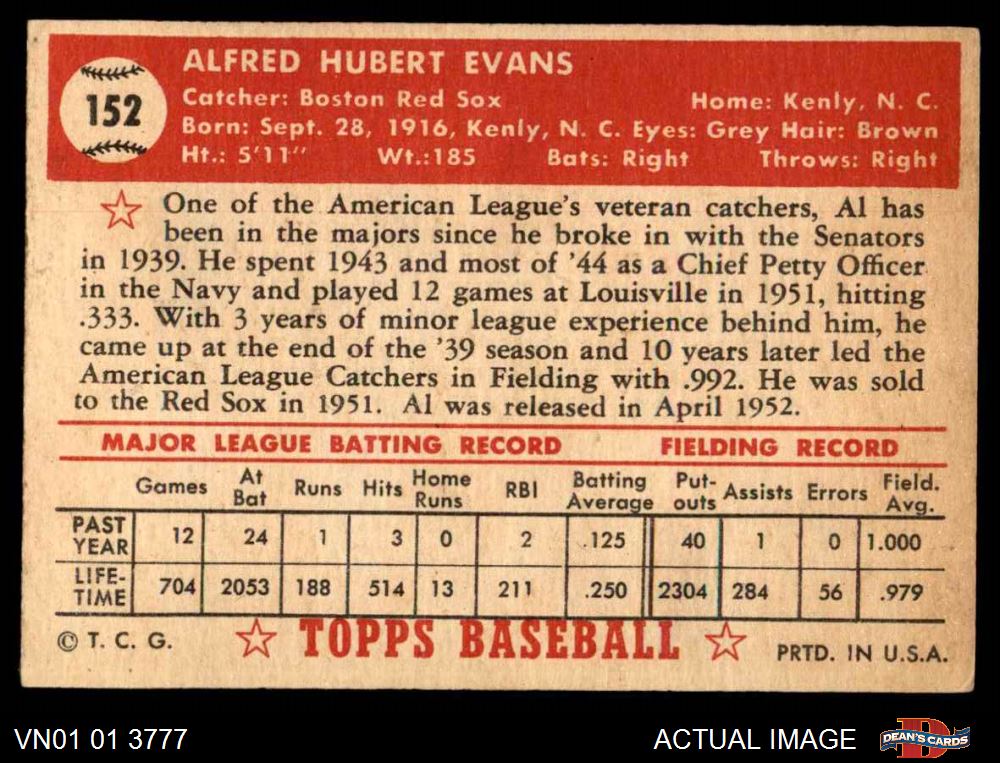 152
ALFRED HUBERT EVANS
Catcher: Boston Red Sox Home: Kenly, N. C.
Born: Sept. 28, 1916, Kenly, N. C. Eyes: Grey Hair: Brown
Ht.: 5'11" Wt.:185 Bats: Right Throws: Right
One of the American League's veteran catchers, Al has
been in the majors since he broke in with the Senators
in 1939. He spent 1943 and most of '44 as a Chief Petty Officer
in the Navy and played 12 games at Louisville in 1951, hitting
.333. With 3 years of minor league experience behind him, he
came up at the end of the '39 season and 10 years later led the
American League Catchers in Fielding with .992. He was sold
to the Red Sox in 1951. Al was released in April 1952.
MAJOR LEAGUE BATTING RECORD FIELDING RECORD
Games At Bat Runs Hits Home Runs RBI Batting Average Put-outs Assists Errors Field. Avg.
PAST YEAR 12 24 1 3 0 2 .125 40 1 0 1.000
LIFE-TIME 704 2053 188 514 13 211 .250 2304 284 56 .979
© T. C. G. TOPPS BASEBALL PRTD. IN U.S.A.
VN01 01 3777 ACTUAL IMAGE DEAN'S CARDS